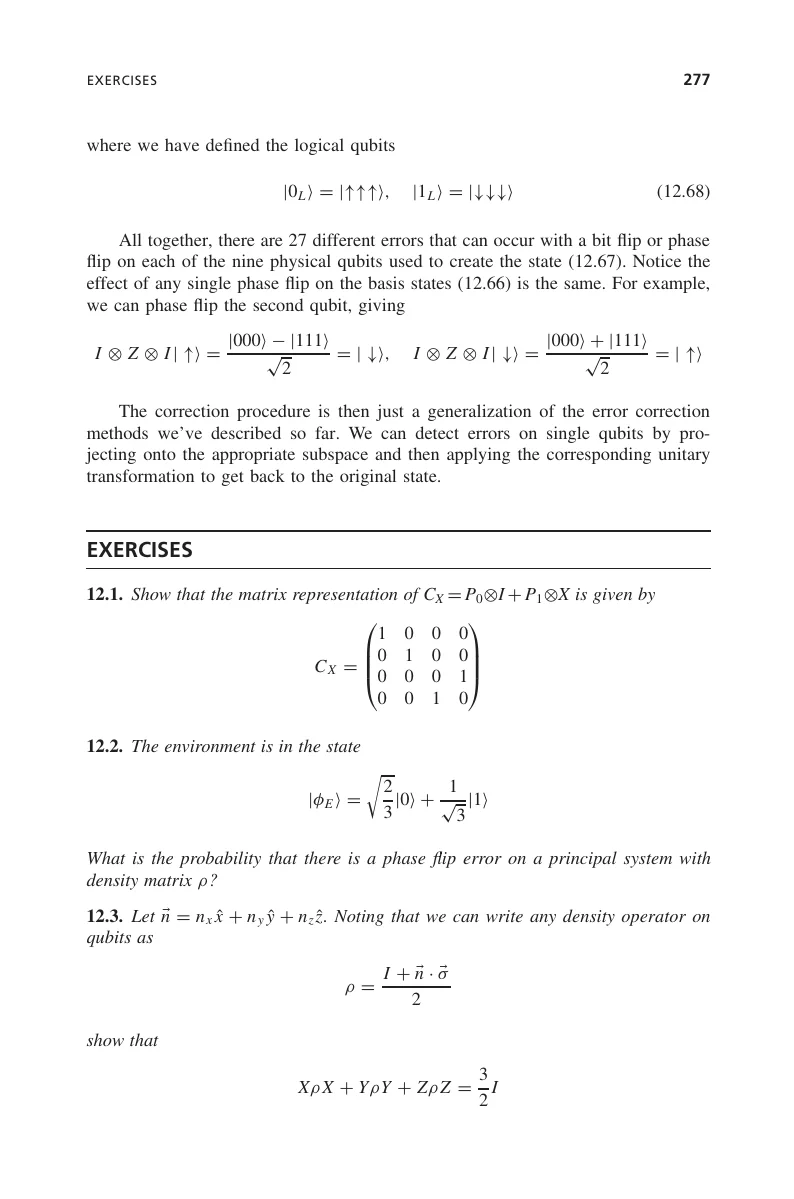 EXERCISES 277
where we have defined the logical qubits
|0_L⟩ = |↑↑↑⟩, |1_L⟩ = |↓↓↓⟩ (12.68)
All together, there are 27 different errors that can occur with a bit flip or phase
flip on each of the nine physical qubits used to create the state (12.67). Notice the
effect of any single phase flip on the basis states (12.66) is the same. For example,
we can phase flip the second qubit, giving
I ⊗ Z ⊗ I| ↑⟩ = (|000⟩ − |111⟩)/√2 = | ↓⟩, I ⊗ Z ⊗ I| ↓⟩ = (|000⟩ + |111⟩)/√2 = | ↑⟩
The correction procedure is then just a generalization of the error correction
methods we've described so far. We can detect errors on single qubits by pro-
jecting onto the appropriate subspace and then applying the corresponding unitary
transformation to get back to the original state.
EXERCISES
12.1. Show that the matrix representation of C_X = P_0⊗I + P_1⊗X is given by
C_X =
1 0 0 0
0 1 0 0
0 0 0 1
0 0 1 0
12.2. The environment is in the state
|ϕ_E⟩ = √(2/3)|0⟩ + 1/√3|1⟩
What is the probability that there is a phase flip error on a principal system with
density matrix ρ?
12.3. Let n⃗ = n_x x̂ + n_y ŷ + n_z ẑ. Noting that we can write any density operator on
qubits as
ρ = (I + n⃗ · σ⃗)/2
show that
XρX + YρY + ZρZ = 3/2 I